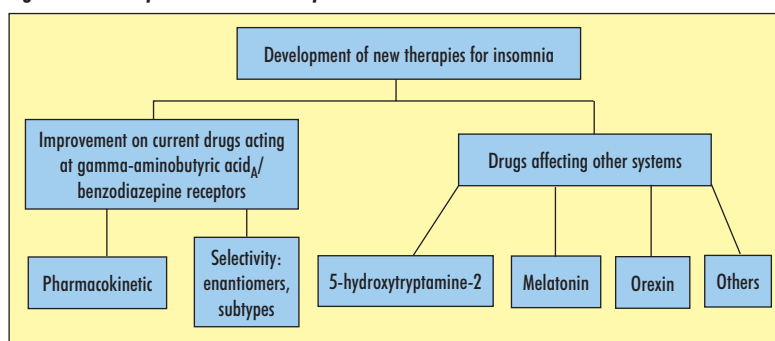 Development of new therapies for insomnia
Improvement on current drugs acting
at gamma-aminobutyric acidA/
benzodiazepine receptors
Drugs affecting other systems
Pharmacokinetic
Selectivity:
enantiomers,
subtypes
5-hydroxytryptamine-2
Melatonin
Orexin
Others